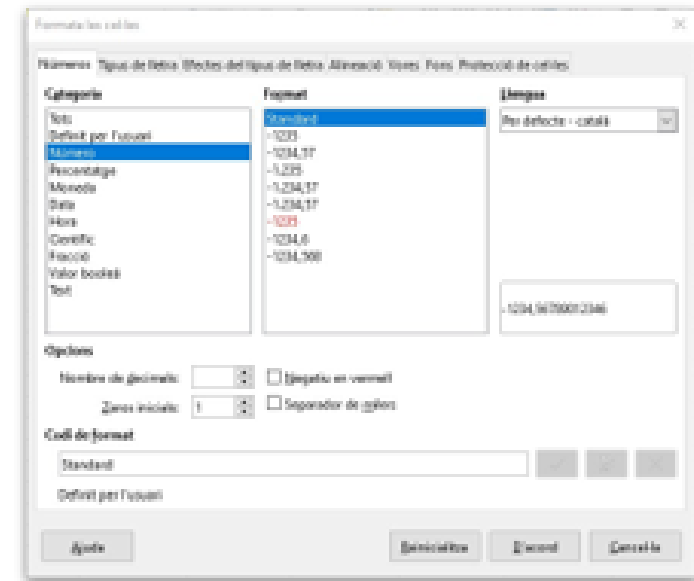 Formata les cel·les
Números Tipus de lletra Efectes del tipus de lletra Alineació Vores Fons Protecció de cel·les
Categoria
Tots
Definit per l'usuari
Número
Percentatge
Moneda
Data
Hora
Científic
Fracció
Valor booleà
Text
Format
Standard
-1235
-1234,57
-1.235
-1.234,57
-1.234,57
-1235
-1234,6
-1234,568
Llengua
Per defecte - català
-1234,56789012346
Opcions
Nombre de decimals:
Zeros inicials: 1
Negatiu en vermell
Separador de milers
Codi de format
Standard
Definit per l'usuari
Ajuda
Reinicialitza
D'acord
Cancel·la